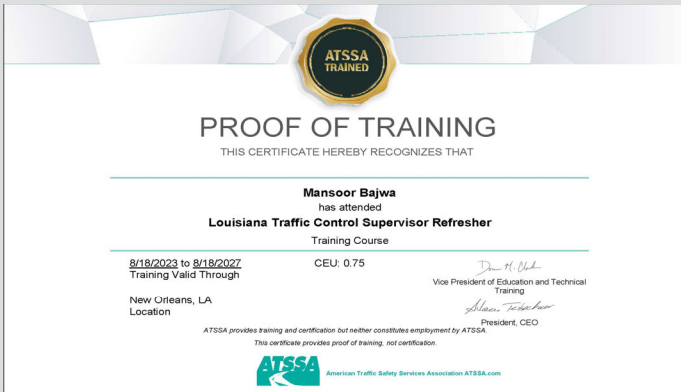 ATSSA
TRAINED
PROOF OF TRAINING
THIS CERTIFICATE HEREBY RECOGNIZES THAT
Mansoor Bajwa
has attended
Louisiana Traffic Control Supervisor Refresher
Training Course
8/18/2023 to 8/18/2027
Training Valid Through
CEU: 0.75
Vice President of Education and Technical
Training
New Orleans, LA
Location
President, CEO
ATSSA provides training and certification but neither constitutes employment by ATSSA.
This certificate provides proof of training, not certification.
ATSSA
American Traffic Safety Services Association ATSSA.com